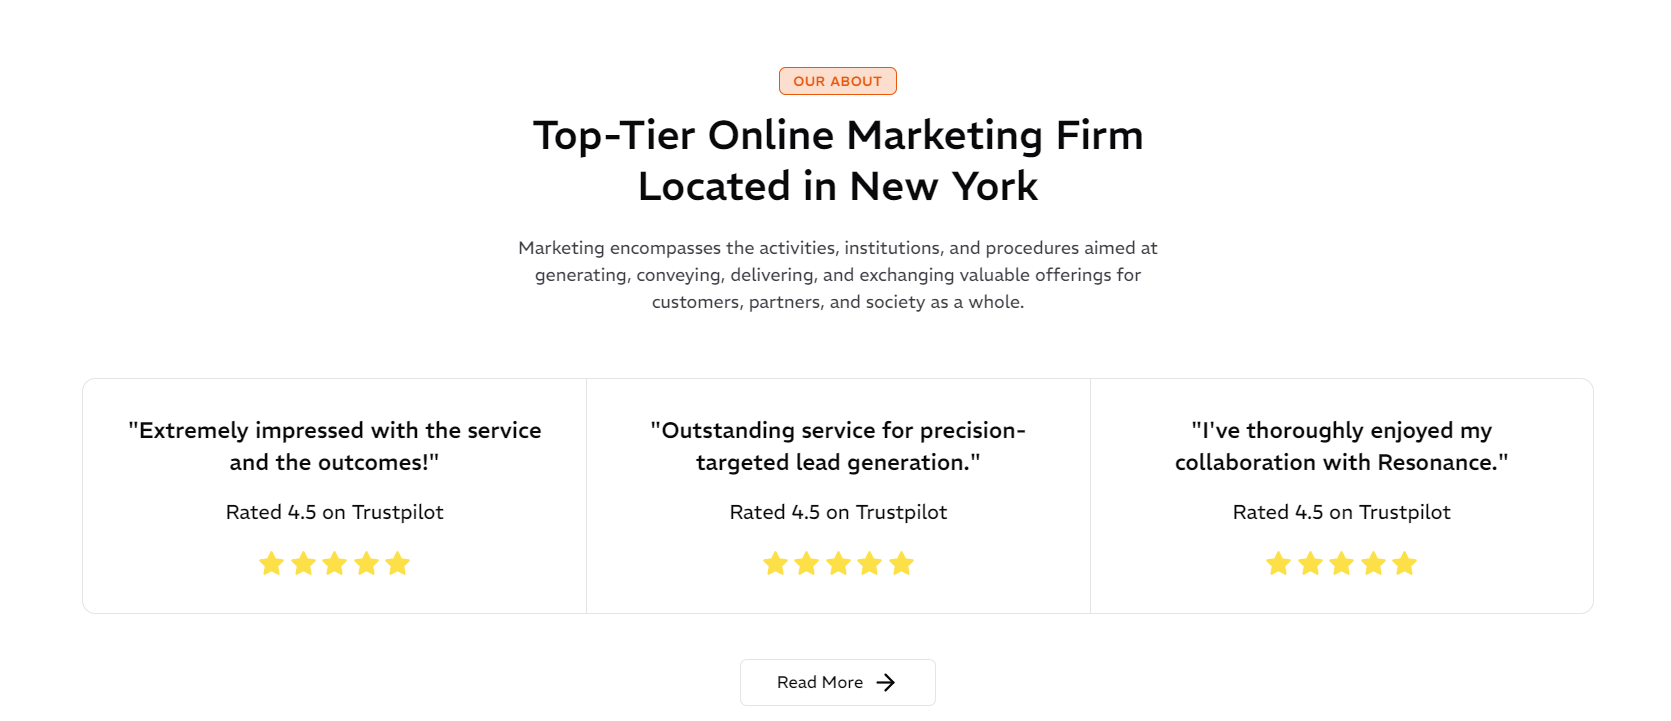 OUR ABOUT
Top-Tier Online Marketing Firm
Located in New York
Marketing encompasses the activities, institutions, and procedures aimed at
generating, conveying, delivering, and exchanging valuable offerings for
customers, partners, and society as a whole.
"Extremely impressed with the service
and the outcomes!"
Rated 4.5 on Trustpilot
"Outstanding service for precision-
targeted lead generation."
Rated 4.5 on Trustpilot
"I've thoroughly enjoyed my
collaboration with Resonance."
Rated 4.5 on Trustpilot
Read More